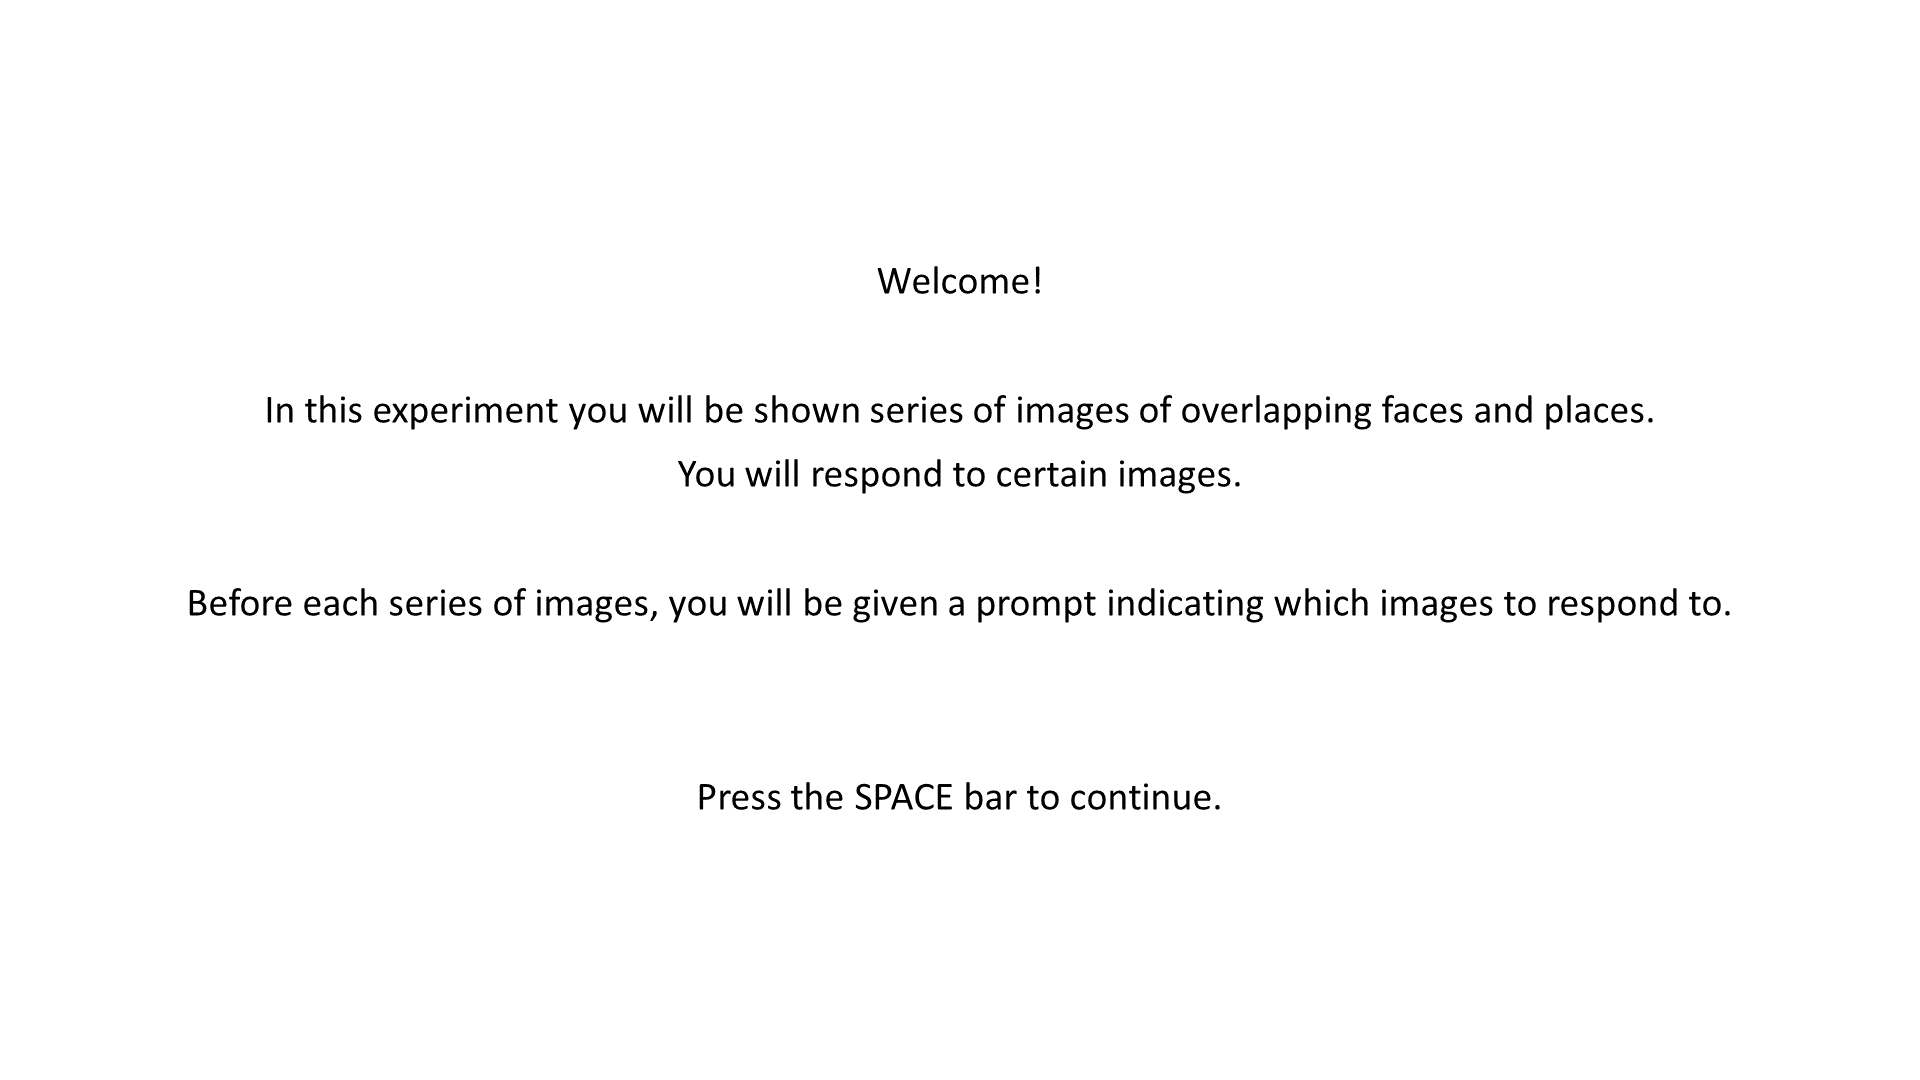 Welcome!
In this experiment you will be shown series of images of overlapping faces and places.
You will respond to certain images.
Before each series of images, you will be given a prompt indicating which images to respond to.
Press the SPACE bar to continue.